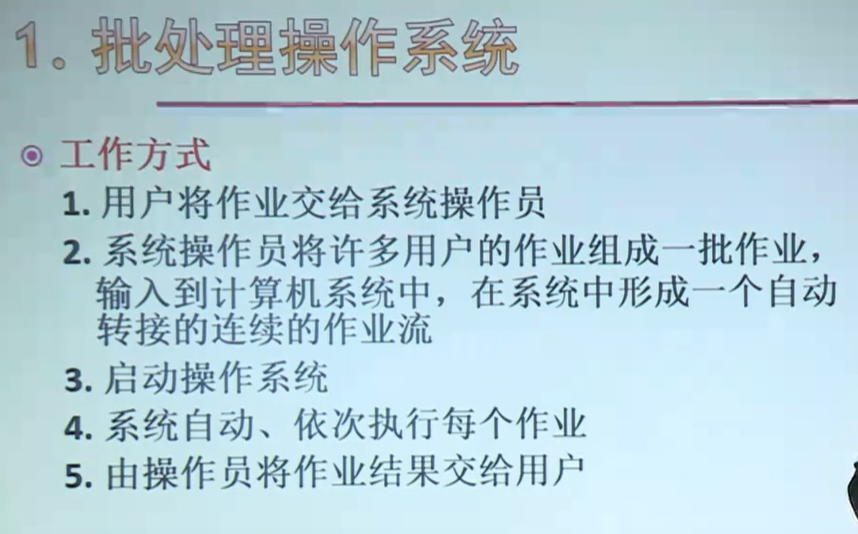 1. 批处理操作系统
工作方式
1. 用户将作业交给系统操作员
2. 系统操作员将许多用户的作业组成一批作业，
输入到计算机系统中，在系统中形成一个自动
转接的连续的作业流
3. 启动操作系统
4. 系统自动、依次执行每个作业
5. 由操作员将作业结果交给用户